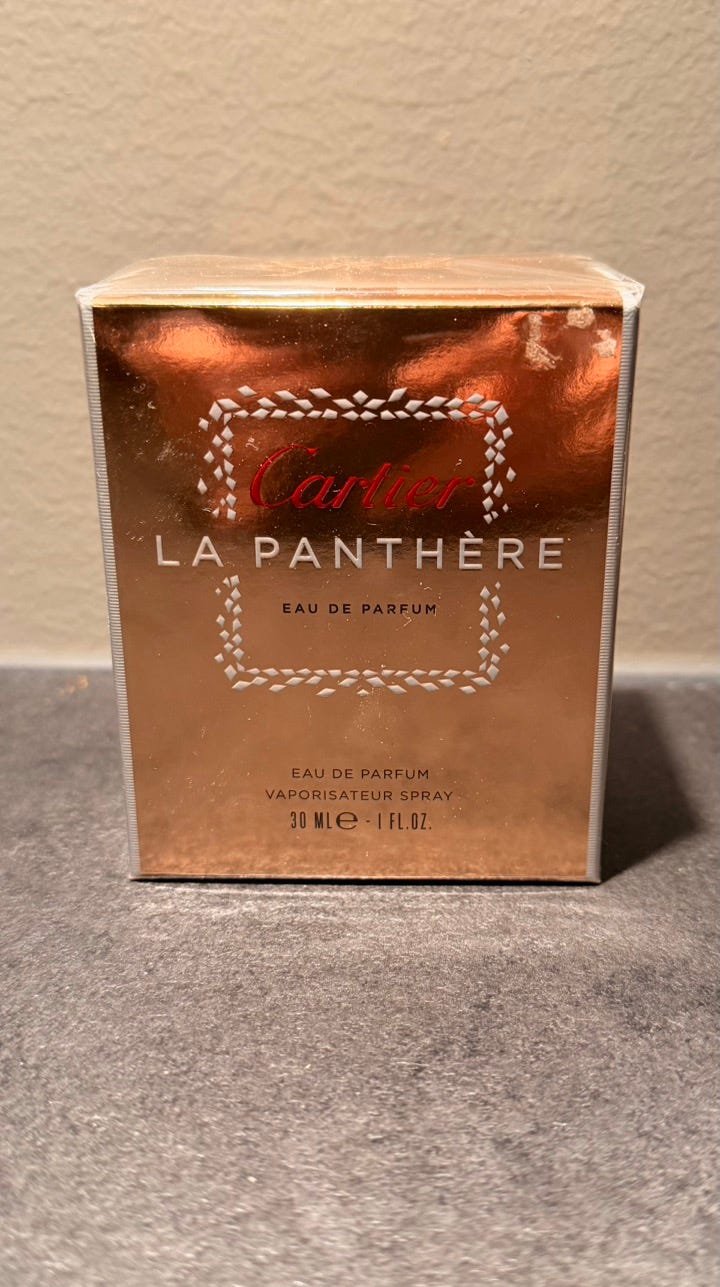 Cartier
LA PANTHÈRE
EAU DE PARFUM
EAU DE PARFUM
VAPORISATEUR SPRAY
30 ML ℮ - 1 FL.OZ.